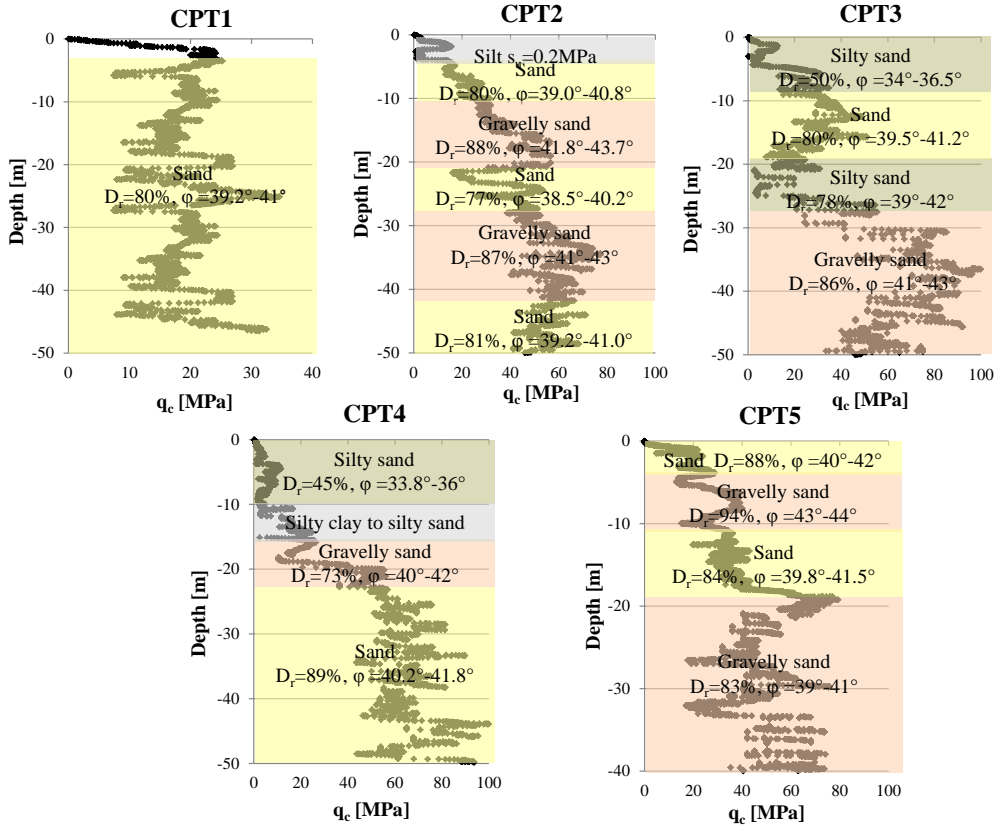 CPT1
0
-10
-20
-30
-40
-50
Depth [m]
Sand
Dr=80%, φ =39.2°-41°
0 10 20 30 40
qc [MPa]
CPT2
0
-10
-20
-30
-40
-50
Depth [m]
Silt su=0.2MPa
Sand
Dr=80%, φ =39.0°-40.8°
Gravelly sand
Dr=88%, φ =41.8°-43.7°
Sand
Dr=77%, φ =38.5°-40.2°
Gravelly sand
Dr=87%, φ =41°-43°
Sand
Dr=81%, φ =39.2°-41.0°
0 20 40 60 80 100
qc [MPa]
CPT3
0
-10
-20
-30
-40
-50
Depth [m]
Silty sand
Dr=50%, φ =34°-36.5°
Sand
Dr=80%, φ =39.5°-41.2°
Silty sand
Dr=78%, φ =39°-42°
Gravelly sand
Dr=86%, φ =41°-43°
0 20 40 60 80 100
qc [MPa]
CPT4
0
-10
-20
-30
-40
-50
Depth [m]
Silty sand
Dr=45%, φ =33.8°-36°
Silty clay to silty sand
Gravelly sand
Dr=73%, φ =40°-42°
Sand
Dr=89%, φ =40.2°-41.8°
0 20 40 60 80 100
qc [MPa]
CPT5
0
-10
-20
-30
-40
Depth [m]
Sand Dr=88%, φ =40°-42°
Gravelly sand
Dr=94%, φ =43°-44°
Sand
Dr=84%, φ =39.8°-41.5°
Gravelly sand
Dr=83%, φ =39°-41°
0 20 40 60 80 100
qc [MPa]